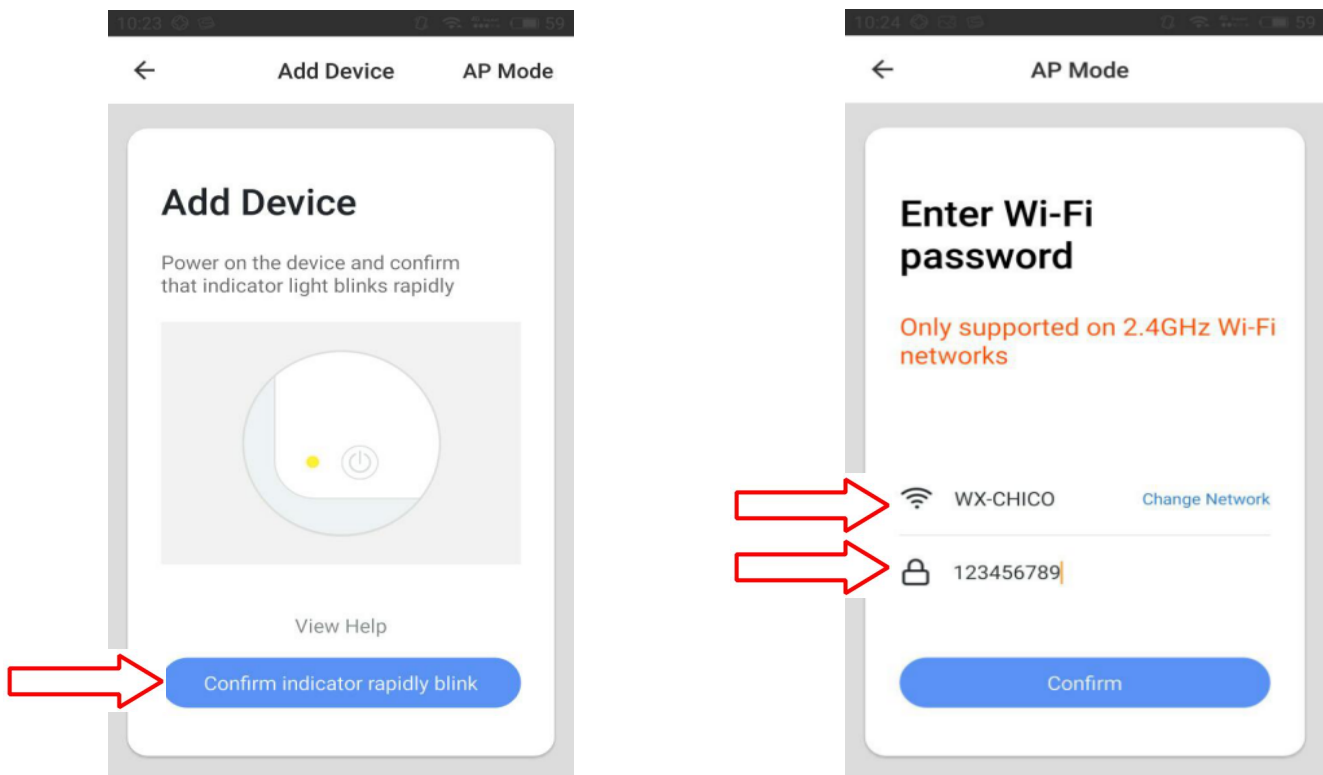 10:23 59
Add Device AP Mode
Add Device
Power on the device and confirm
that indicator light blinks rapidly
View Help
Confirm indicator rapidly blink
10:24 59
AP Mode
Enter Wi-Fi
password
Only supported on 2.4GHz Wi-Fi
networks
WX-CHICO Change Network
123456789
Confirm